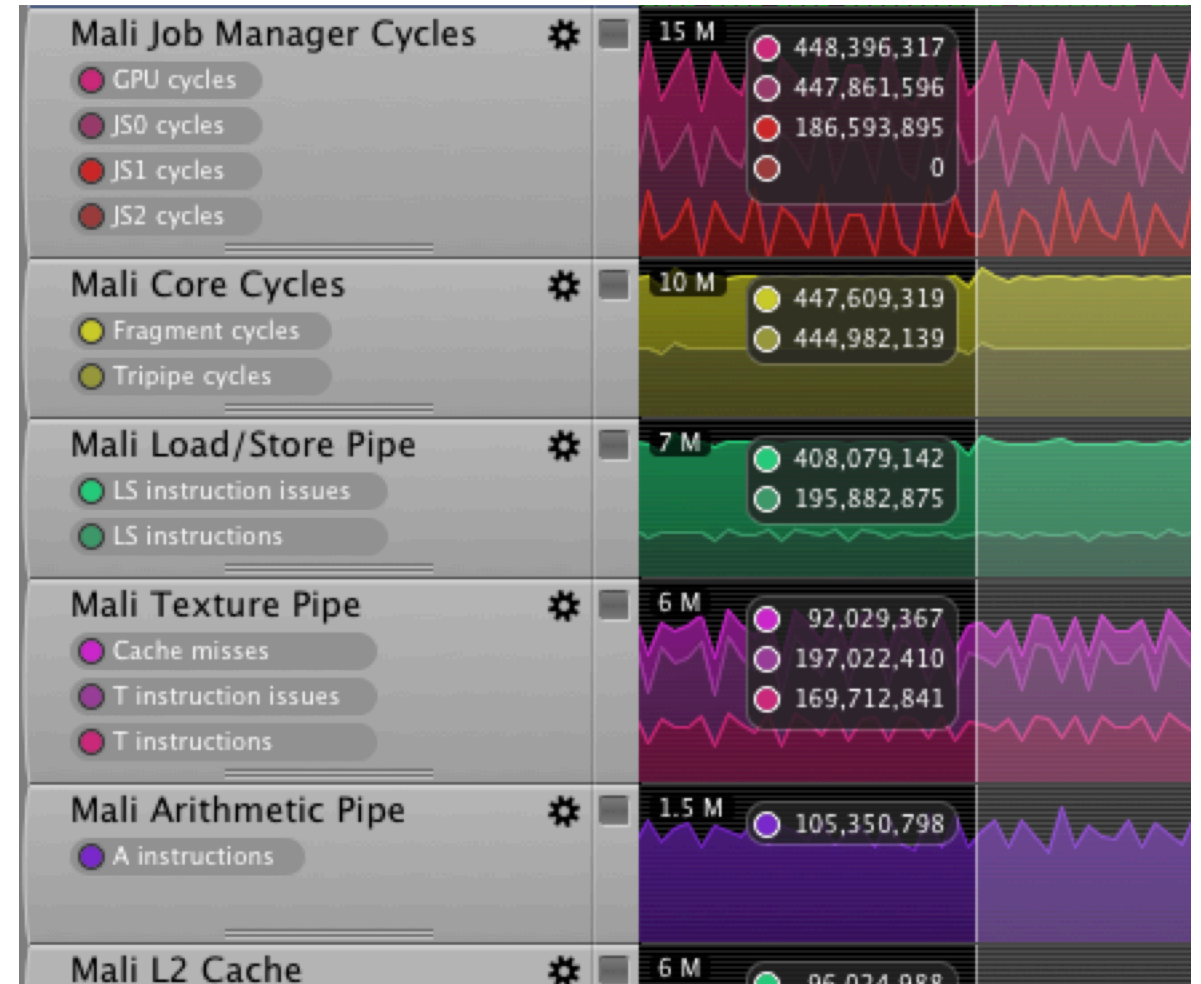 Mali Job Manager Cycles
GPU cycles
JS0 cycles
JS1 cycles
JS2 cycles
15 M
448,396,317
447,861,596
186,593,895
0
Mali Core Cycles
Fragment cycles
Tripipe cycles
10 M
447,609,319
444,982,139
Mali Load/Store Pipe
LS instruction issues
LS instructions
7 M
408,079,142
195,882,875
Mali Texture Pipe
Cache misses
T instruction issues
T instructions
6 M
92,029,367
197,022,410
169,712,841
Mali Arithmetic Pipe
A instructions
1.5 M
105,350,798
Mali L2 Cache
6 M
96,024,988